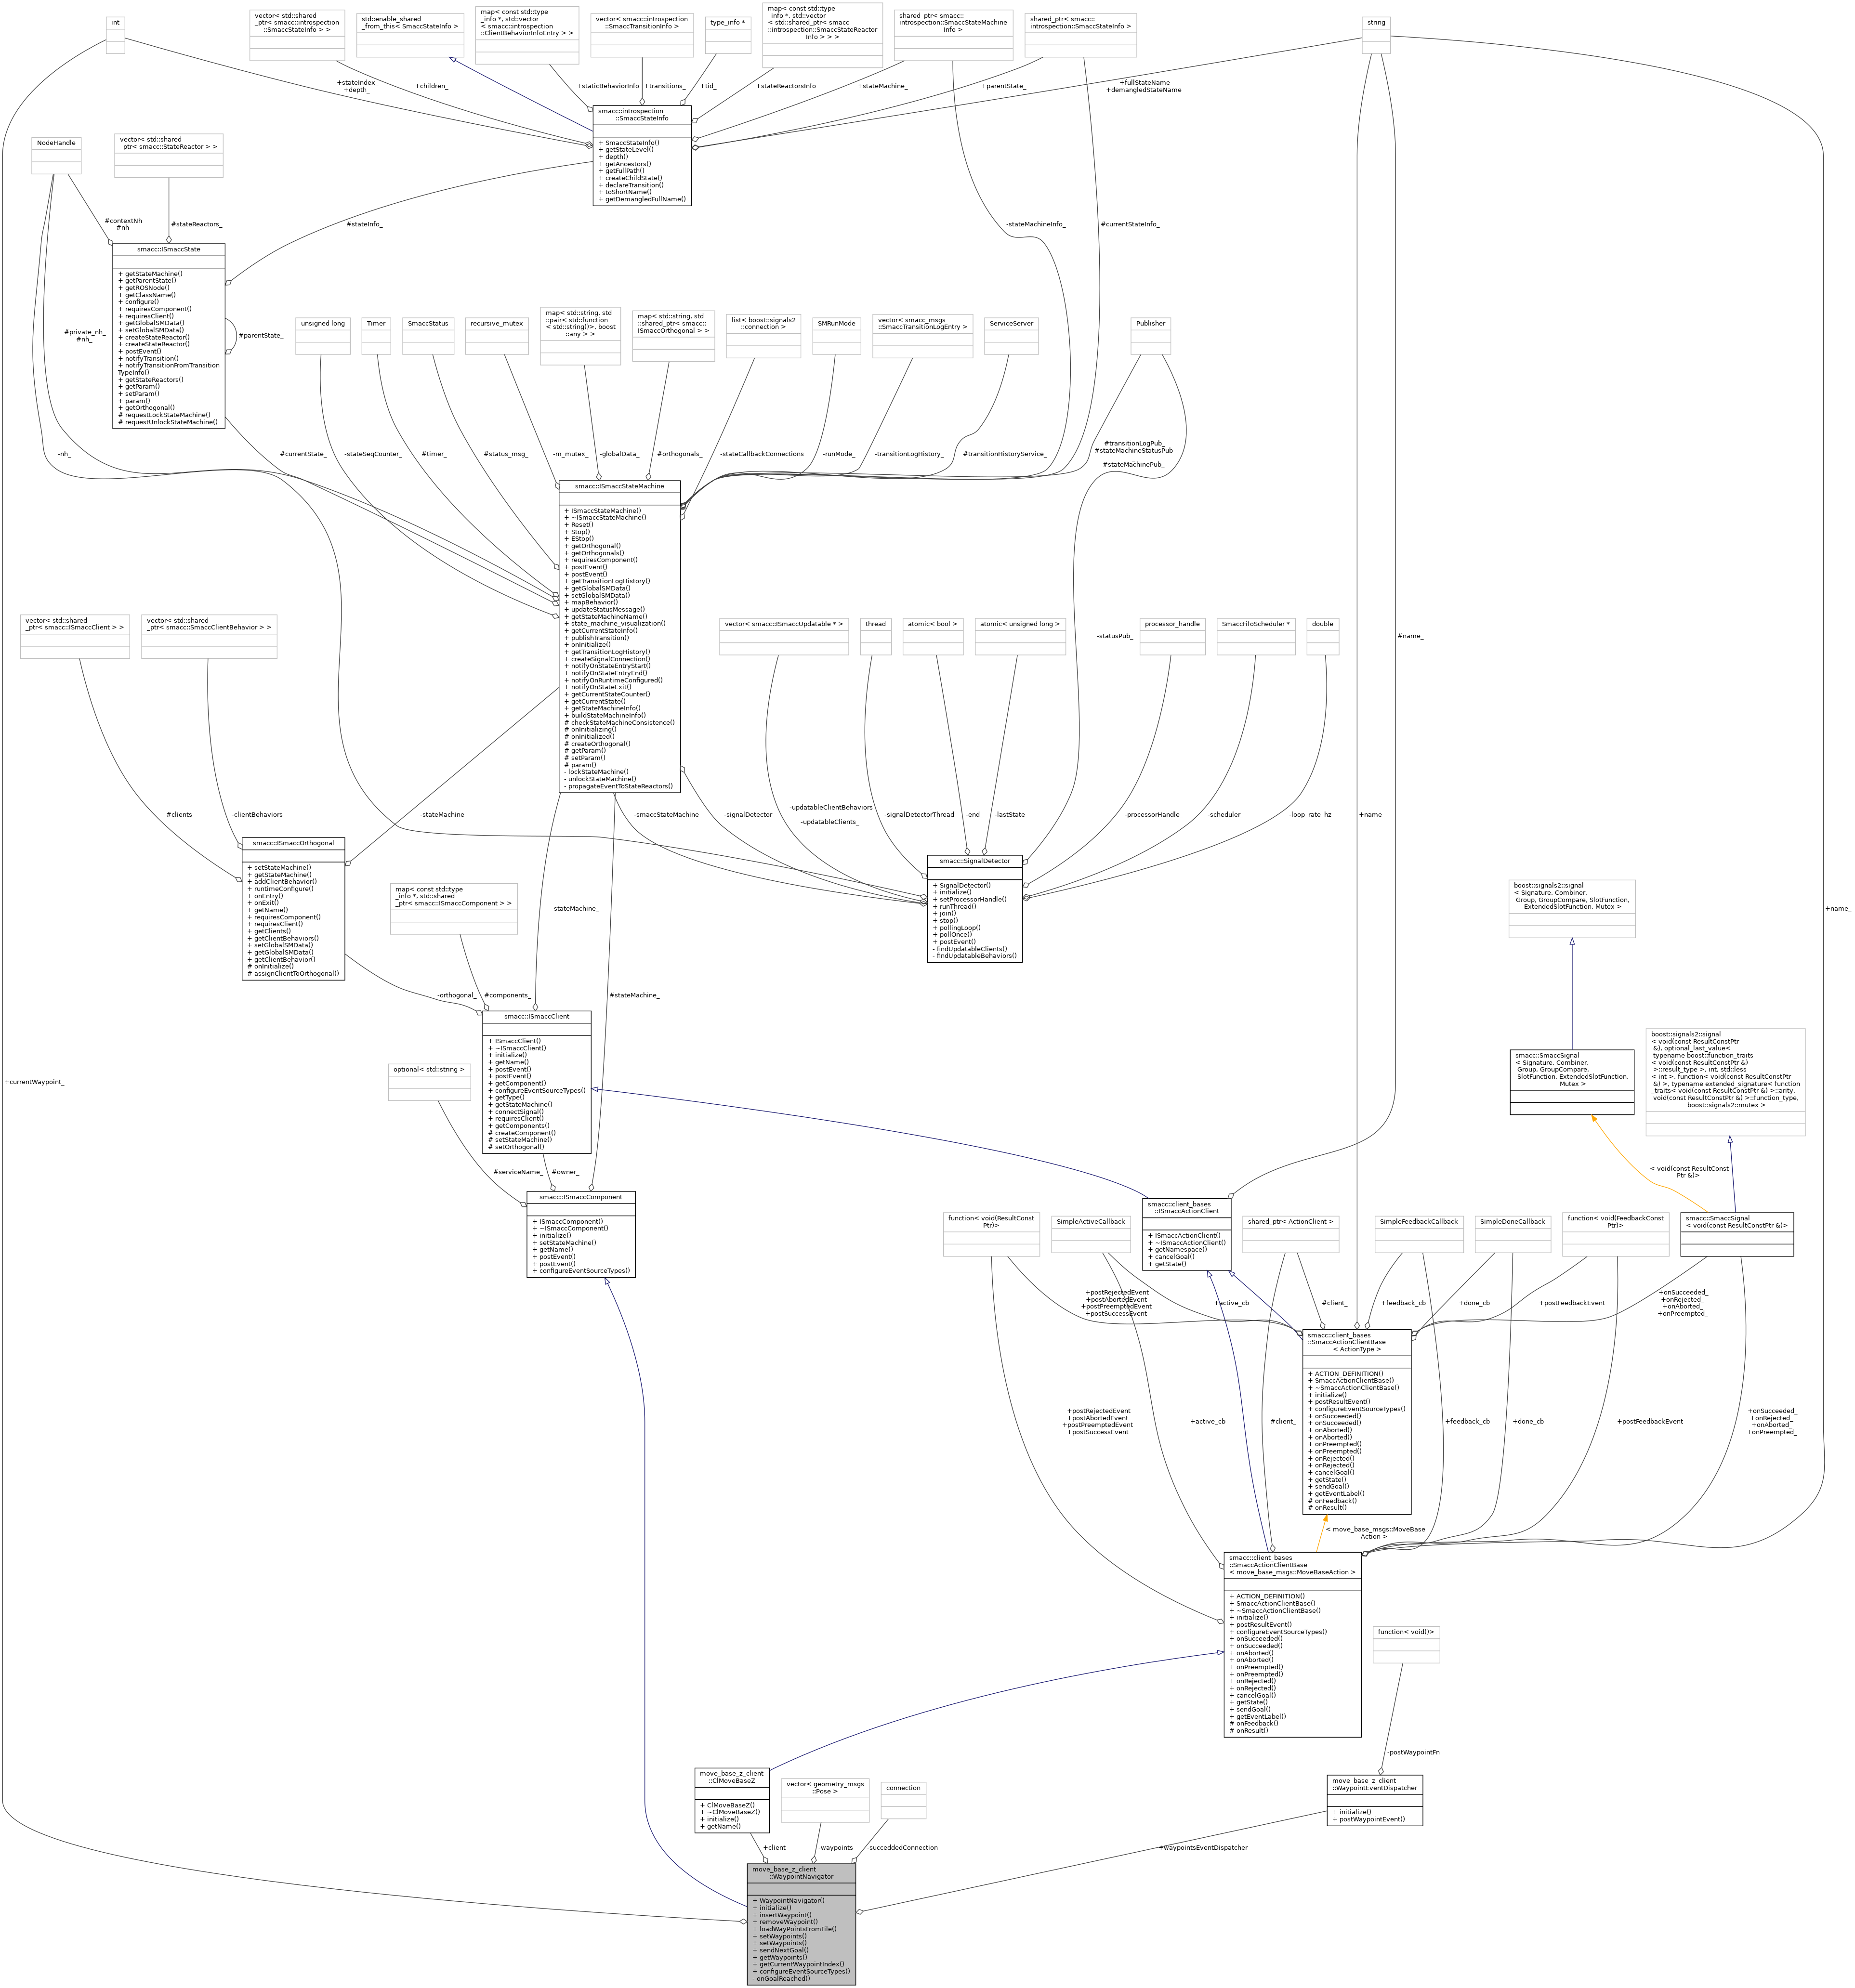 int
vector< std::shared
_ptr< smacc::introspection
::SmaccStateInfo > >
std::enable_shared
_from_this< SmaccStateInfo >
map< const std::type
_info *, std::vector
< smacc::introspection
::ClientBehaviorInfoEntry > >
vector< smacc::introspection
::SmaccTransitionInfo >
type_info *
map< const std::type
_info *, std::vector
< std::shared_ptr< smacc
::introspection::SmaccStateReactor
Info > > >
shared_ptr< smacc::
introspection::SmaccStateMachine
Info >
shared_ptr< smacc::
introspection::SmaccStateInfo >
string
+stateIndex_
+depth_
+children_
+staticBehaviorInfo
+transitions_
+tid_
+stateReactorsInfo
+stateMachine_
+parentState_
+fullStateName
+demangledStateName
smacc::introspection
::SmaccStateInfo
+ SmaccStateInfo()
+ getStateLevel()
+ depth()
+ getAncestors()
+ getFullPath()
+ createChildState()
+ declareTransition()
+ toShortName()
+ getDemangledFullName()
NodeHandle
vector< std::shared
_ptr< smacc::StateReactor > >
#contextNh
#nh
#stateReactors_
#stateInfo_
-stateMachineInfo_
#currentStateInfo_
smacc::ISmaccState
+ getStateMachine()
+ getParentState()
+ getROSNode()
+ getClassName()
+ configure()
+ requiresComponent()
+ requiresClient()
+ getGlobalSMData()
+ setGlobalSMData()
+ createStateReactor()
+ createStateReactor()
+ postEvent()
+ notifyTransition()
+ notifyTransitionFromTransition
TypeInfo()
+ getStateReactors()
+ getParam()
+ setParam()
+ param()
+ getOrthogonal()
# requestLockStateMachine()
# requestUnlockStateMachine()
#private_nh_
#nh_
#parentState_
unsigned long
Timer
SmaccStatus
recursive_mutex
map< std::string, std
::pair< std::function
< std::string()>, boost
::any > >
map< std::string, std
::shared_ptr< smacc::
ISmaccOrthogonal > >
list< boost::signals2
::connection >
SMRunMode
vector< smacc_msgs
::SmaccTransitionLogEntry >
ServiceServer
Publisher
-nh_
#currentState_
-stateSeqCounter_
#timer_
#status_msg_
-m_mutex_
-globalData_
#orthogonals_
-stateCallbackConnections
-runMode_
-transitionLogHistory_
#transitionHistoryService_
#transitionLogPub_
#stateMachineStatusPub
_
#stateMachinePub_
smacc::ISmaccStateMachine
+ ISmaccStateMachine()
+ ~ISmaccStateMachine()
+ Reset()
+ Stop()
+ EStop()
+ getOrthogonal()
+ getOrthogonals()
+ requiresComponent()
+ postEvent()
+ postEvent()
+ getTransitionLogHistory()
+ getGlobalSMData()
+ setGlobalSMData()
+ mapBehavior()
+ updateStatusMessage()
+ getStateMachineName()
+ state_machine_visualization()
+ getCurrentStateInfo()
+ publishTransition()
+ onInitialize()
+ getTransitionLogHistory()
+ createSignalConnection()
+ notifyOnStateEntryStart()
+ notifyOnStateEntryEnd()
+ notifyOnRuntimeConfigured()
+ notifyOnStateExit()
+ getCurrentStateCounter()
+ getCurrentState()
+ getStateMachineInfo()
+ buildStateMachineInfo()
# checkStateMachineConsistence()
# onInitializing()
# onInitialized()
# createOrthogonal()
# getParam()
# setParam()
# param()
- lockStateMachine()
- unlockStateMachine()
- propagateEventToStateReactors()
vector< std::shared
_ptr< smacc::ISmaccClient > >
vector< std::shared
_ptr< smacc::SmaccClientBehavior > >
vector< smacc::ISmaccUpdatable * >
thread
atomic< bool >
atomic< unsigned long >
processor_handle
SmaccFifoScheduler *
double
-statusPub_
#name_
#clients_
-clientBehaviors_
-stateMachine_
-smaccStateMachine_
-signalDetector_
-updatableClientBehaviors
_
-updatableClients_
-signalDetectorThread_
-end_
-lastState_
-processorHandle_
-scheduler_
-loop_rate_hz
+name_
smacc::ISmaccOrthogonal
+ setStateMachine()
+ getStateMachine()
+ addClientBehavior()
+ runtimeConfigure()
+ onEntry()
+ onExit()
+ getName()
+ requiresComponent()
+ requiresClient()
+ getClients()
+ getClientBehaviors()
+ setGlobalSMData()
+ getGlobalSMData()
+ getClientBehavior()
# onInitialize()
# assignClientToOrthogonal()
smacc::SignalDetector
+ SignalDetector()
+ initialize()
+ setProcessorHandle()
+ runThread()
+ join()
+ stop()
+ pollingLoop()
+ pollOnce()
+ postEvent()
- findUpdatableClients()
- findUpdatableBehaviors()
map< const std::type
_info *, std::shared
_ptr< smacc::ISmaccComponent > >
-stateMachine_
boost::signals2::signal
< Signature, Combiner,
Group, GroupCompare, SlotFunction,
ExtendedSlotFunction, Mutex >
+name_
-orthogonal_
#components_
#stateMachine_
smacc::ISmaccClient
+ ISmaccClient()
+ ~ISmaccClient()
+ initialize()
+ getName()
+ postEvent()
+ postEvent()
+ getComponent()
+ configureEventSourceTypes()
+ getType()
+ getStateMachine()
+ connectSignal()
+ requiresClient()
+ getComponents()
# createComponent()
# setStateMachine()
# setOrthogonal()
optional< std::string >
+currentWaypoint_
smacc::SmaccSignal
< Signature, Combiner,
Group, GroupCompare,
SlotFunction, ExtendedSlotFunction,
Mutex >
boost::signals2::signal
< void(const ResultConstPtr
&), optional_last_value<
typename boost::function_traits
< void(const ResultConstPtr &)
>::result_type >, int, std::less
< int >, function< void(const ResultConstPtr
&) >, typename extended_signature< function
_traits< void(const ResultConstPtr &) >::arity,
void(const ResultConstPtr &) >::function_type,
boost::signals2::mutex >
#serviceName_
#owner_
< void(const ResultConst
Ptr &)>
smacc::ISmaccComponent
+ ISmaccComponent()
+ ~ISmaccComponent()
+ initialize()
+ setStateMachine()
+ getName()
+ postEvent()
+ postEvent()
+ configureEventSourceTypes()
smacc::client_bases
::ISmaccActionClient
+ ISmaccActionClient()
+ ~ISmaccActionClient()
+ getNamespace()
+ cancelGoal()
+ getState()
function< void(ResultConst
Ptr)>
SimpleActiveCallback
shared_ptr< ActionClient >
SimpleFeedbackCallback
SimpleDoneCallback
function< void(FeedbackConst
Ptr)>
smacc::SmaccSignal
< void(const ResultConstPtr &)>
+postRejectedEvent
+postAbortedEvent
+postPreemptedEvent
+postSuccessEvent
+active_cb
#client_
+feedback_cb
+done_cb
+postFeedbackEvent
+onSucceeded_
+onRejected_
+onAborted_
+onPreempted_
smacc::client_bases
::SmaccActionClientBase
< ActionType >
+ ACTION_DEFINITION()
+ SmaccActionClientBase()
+ ~SmaccActionClientBase()
+ initialize()
+ postResultEvent()
+ configureEventSourceTypes()
+ onSucceeded()
+ onSucceeded()
+ onAborted()
+ onAborted()
+ onPreempted()
+ onPreempted()
+ onRejected()
+ onRejected()
+ cancelGoal()
+ getState()
+ sendGoal()
+ getEventLabel()
# onFeedback()
# onResult()
+postRejectedEvent
+postAbortedEvent
+postPreemptedEvent
+postSuccessEvent
+active_cb
#client_
+feedback_cb
+done_cb
+postFeedbackEvent
+onSucceeded_
+onRejected_
+onAborted_
+onPreempted_
< move_base_msgs::MoveBase
Action >
smacc::client_bases
::SmaccActionClientBase
< move_base_msgs::MoveBaseAction >
+ ACTION_DEFINITION()
+ SmaccActionClientBase()
+ ~SmaccActionClientBase()
+ initialize()
+ postResultEvent()
+ configureEventSourceTypes()
+ onSucceeded()
+ onSucceeded()
+ onAborted()
+ onAborted()
+ onPreempted()
+ onPreempted()
+ onRejected()
+ onRejected()
+ cancelGoal()
+ getState()
+ sendGoal()
+ getEventLabel()
# onFeedback()
# onResult()
function< void()>
-postWaypointFn
move_base_z_client
::ClMoveBaseZ
+ ClMoveBaseZ()
+ ~ClMoveBaseZ()
+ initialize()
+ getName()
vector< geometry_msgs
::Pose >
connection
move_base_z_client
::WaypointEventDispatcher
+ initialize()
+ postWaypointEvent()
+client_
-waypoints_
-succeddedConnection_
+waypointsEventDispatcher
move_base_z_client
::WaypointNavigator
+ WaypointNavigator()
+ initialize()
+ insertWaypoint()
+ removeWaypoint()
+ loadWayPointsFromFile()
+ setWaypoints()
+ setWaypoints()
+ sendNextGoal()
+ getWaypoints()
+ getCurrentWaypointIndex()
+ configureEventSourceTypes()
- onGoalReached()